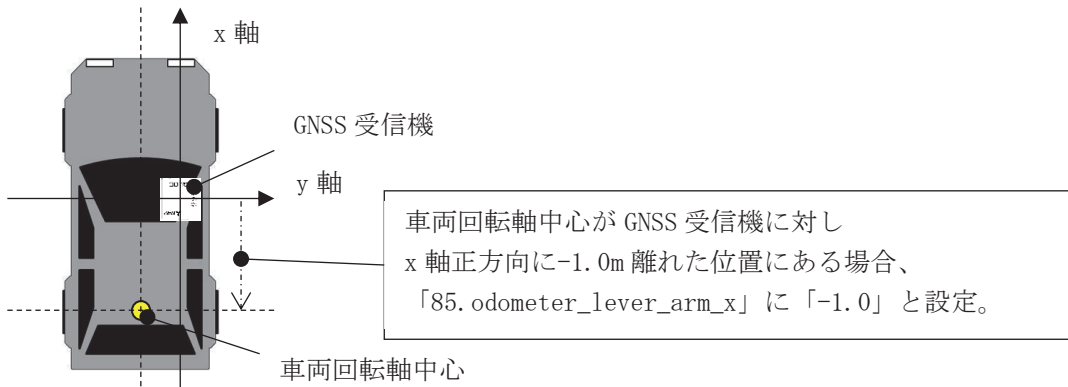 x 軸
GNSS 受信機
y 軸
車両回転軸中心が GNSS 受信機に対し
x 軸正方向に-1.0m 離れた位置にある場合、
「85.odometer_lever_arm_x」に「-1.0」と設定。
車両回転軸中心